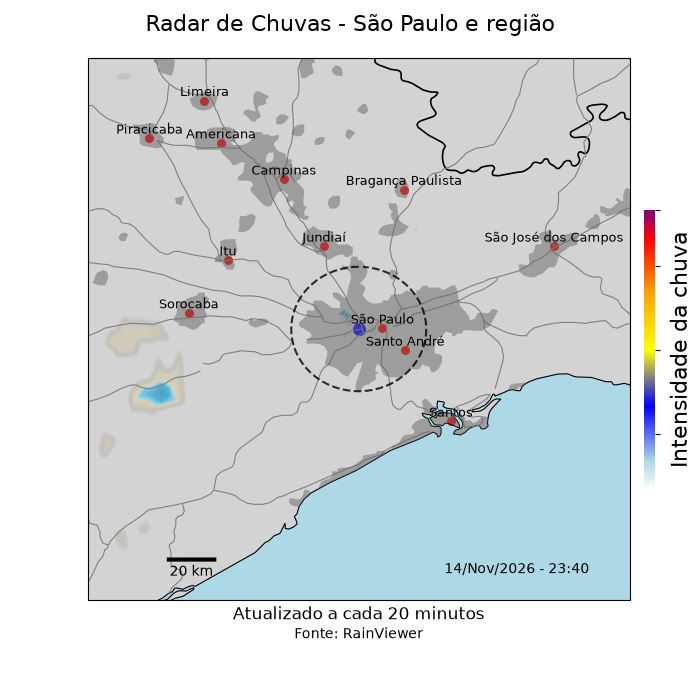 Radar de Chuvas - São Paulo e região
Limeira
Piracicaba
Americana
Campinas
Bragança Paulista
Jundiaí
São José dos Campos
Itu
Sorocaba
São Paulo
Santo André
Santos
20 km
14/Nov/2026 - 23:40
Intensidade da chuva
Atualizado a cada 20 minutos
Fonte: RainViewer